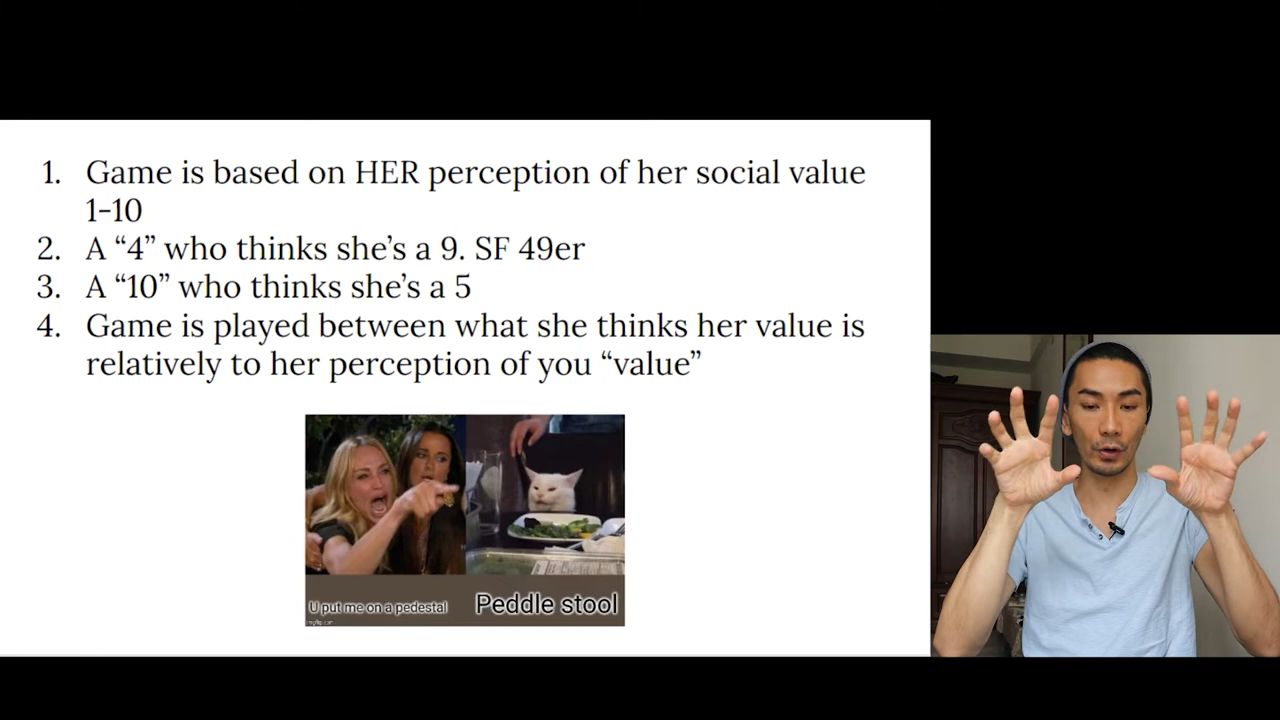 1. Game is based on HER perception of her social value
1-10
2. A “4” who thinks she’s a 9. SF 49er
3. A “10” who thinks she’s a 5
4. Game is played between what she thinks her value is
relatively to her perception of you “value”
U put me on a pedestal
Peddle stool
imgflip.com